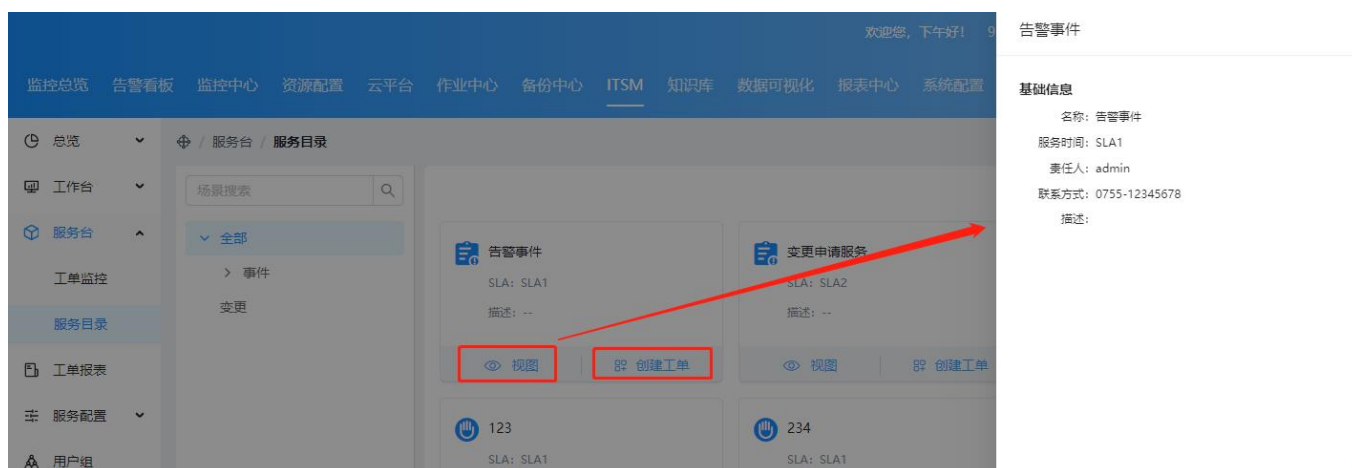 欢迎您，下午好！ 9
监控总览 告警看板 监控中心 资源配置 云平台 作业中心 备份中心 ITSM 知识库 数据可视化 报表中心 系统配置
总览
工作台
服务台
工单监控
服务目录
工单报表
服务配置
用户组
/ 服务台 / 服务目录
场景搜索
全部
事件
变更
告警事件
SLA: SLA1
描述: --
视图
创建工单
变更申请服务
SLA: SLA2
描述: --
视图
创建工单
123
SLA: SLA1
234
SLA: SLA1
告警事件
基础信息
名称: 告警事件
服务时间: SLA1
责任人: admin
联系方式: 0755-12345678
描述: